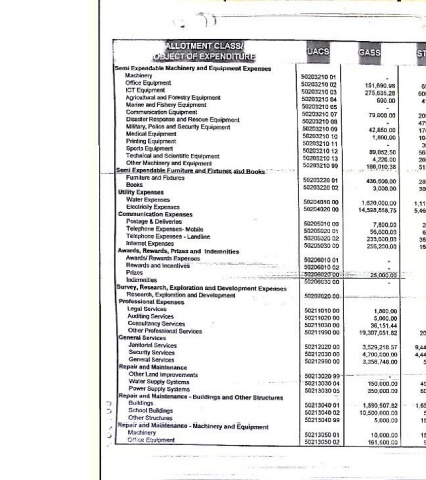 ALLOTMENT CLASS/ UACS GASS ST
OBJECT OF EXPENDITURE
Semi Expendable Machinery and Equipment Expenses
Machinery 50203210 01 -
Office Equipment 50203210 02 151,690.98
ICT Equipment 50203210 03 275,635.28
Agricultural and Forestry Equipment 50203210 04 600.00
Marine and Fishery Equipment 50203210 05 -
Communication Equipment 50203210 07 79,800.00
Disaster Response and Rescue Equipment 50203210 08 -
Military, Police and Security Equipment 50203210 09 42,850.00
Medical Equipment 50203210 10 1,800.00
Printing Equipment 50203210 11 -
Sports Equipment 50203210 12 89,052.50
Technical and Scientific Equipment 50203210 13 4,226.00
Other Machinery and Equipment 50203210 99 106,010.38
Semi Expendable Furniture and Fixtures and Books
Furniture and Fixtures 50203220 01 436,500.00
Books 50203220 02 3,000.00
Utility Expenses
Water Expenses 50204010 00 1,620,000.00
Electricity Expenses 50204020 00 14,598,858.75
Communication Expenses
Postage & Deliveries 50205010 00 7,800.00
Telephone Expenses- Mobile 50205020 01 56,000.00
Telephone Expenses - Landline 50205020 02 233,600.00
Internet Expenses 50205030 00 255,200.00
Awards, Rewards, Prizes and Indemnities
Awards/ Rewards Expenses 50206010 01 -
Rewards and Incentives 50206010 02 -
Prizes 50206020 00 25,000.00
Indemnities 50206030 00 -
Survey, Research, Exploration and Development Expenses
Research, Exploration and Development 50207020 00
Professional Expenses
Legal Services 50211010 00 1,800.00
Auditing Services 50211020 00 5,000.00
Consultancy Services 50211030 00 36,151.44
Other Professional Services 50211990 00 19,307,651.82
General Services
Janitorial Services 50212020 00 3,529,218.57
Security Services 50212030 00 4,700,000.00
General Services 50212990 00 3,358,748.00
Repair and Maintenance
Other Land Improvements 50213020 99
Water Supply Systems 50213030 04 150,000.00
Power Supply Systems 50213030 05 350,000.00
Repair and Maintenance - Buildings and Other Structures
Buildings 50213040 01 1,590,507.82
School Buildings 50213040 02 10,500,000.00
Other Structures 50213040 99 5,000.00
Repair and Maintenance - Machinery and Equipment
Machinery 50213050 01 10,000.00
Office Equipment 50213050 02 161,500.00